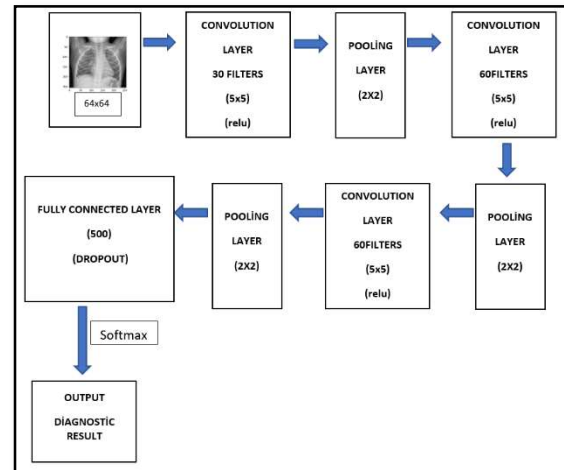 64x64
CONVOLUTION
LAYER
30 FILTERS
(5x5)
(relu)
POOLİNG
LAYER
(2X2)
CONVOLUTION
LAYER
60FILTERS
(5x5)
(relu)
POOLİNG
LAYER
(2X2)
CONVOLUTION
LAYER
60FILTERS
(5x5)
(relu)
POOLİNG
LAYER
(2X2)
FULLY CONNECTED LAYER
(500)
(DROPOUT)
Softmax
OUTPUT
DİAGNOSTİC
RESULT